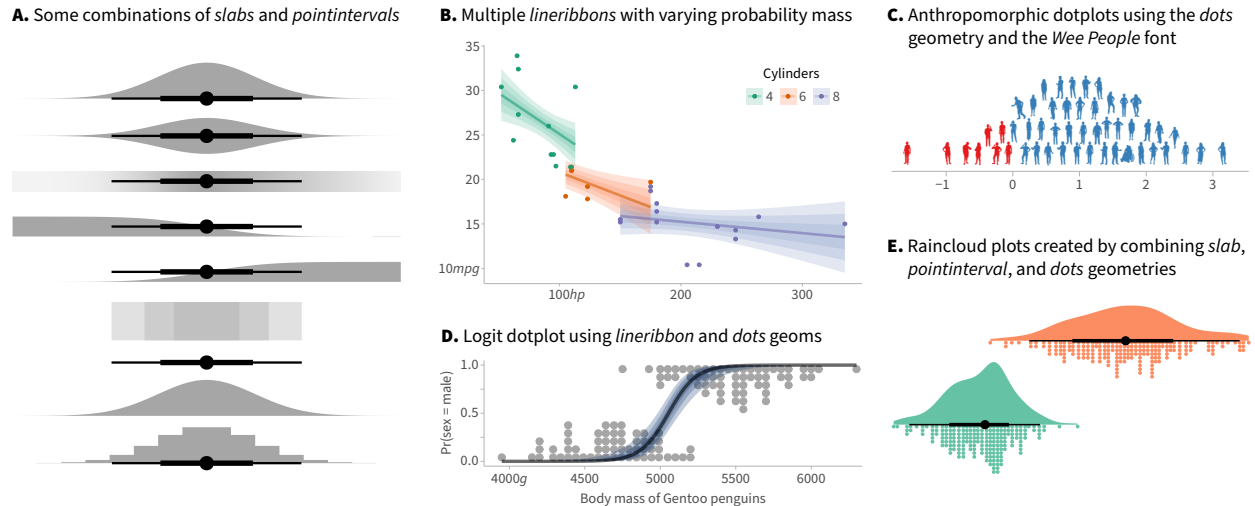 A. Some combinations of slabs and pointintervals
B. Multiple lineribbons with varying probability mass
35
30
25
20
15
10mpg
100hp 200 300
Cylinders
4 6 8
C. Anthropomorphic dotplots using the dots
geometry and the Wee People font
−1 0 1 2 3
D. Logit dotplot using lineribbon and dots geoms
Pr(sex = male)
1.0
0.5
0.0
4000g 4500 5000 5500 6000
Body mass of Gentoo penguins
E. Raincloud plots created by combining slab,
pointinterval, and dots geometries